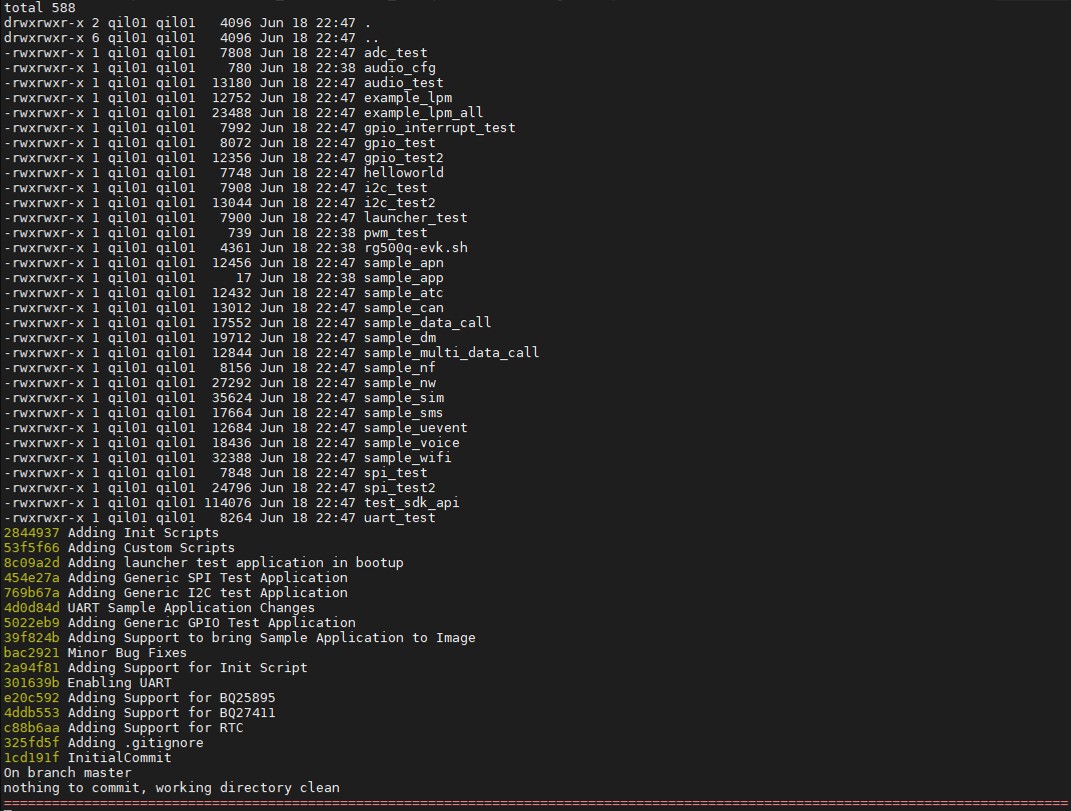 total 588
drwxrwxr-x 2 qil01 qil01   4096 Jun 18 22:47 .
drwxrwxr-x 6 qil01 qil01   4096 Jun 18 22:47 ..
-rwxrwxr-x 1 qil01 qil01   7808 Jun 18 22:47 adc_test
-rwxrwxr-x 1 qil01 qil01    780 Jun 18 22:38 audio_cfg
-rwxrwxr-x 1 qil01 qil01  13180 Jun 18 22:47 audio_test
-rwxrwxr-x 1 qil01 qil01  12752 Jun 18 22:47 example_lpm
-rwxrwxr-x 1 qil01 qil01  23488 Jun 18 22:47 example_lpm_all
-rwxrwxr-x 1 qil01 qil01   7992 Jun 18 22:47 gpio_interrupt_test
-rwxrwxr-x 1 qil01 qil01   8072 Jun 18 22:47 gpio_test
-rwxrwxr-x 1 qil01 qil01  12356 Jun 18 22:47 gpio_test2
-rwxrwxr-x 1 qil01 qil01   7748 Jun 18 22:47 helloworld
-rwxrwxr-x 1 qil01 qil01   7908 Jun 18 22:47 i2c_test
-rwxrwxr-x 1 qil01 qil01  13044 Jun 18 22:47 i2c_test2
-rwxrwxr-x 1 qil01 qil01   7900 Jun 18 22:47 launcher_test
-rwxrwxr-x 1 qil01 qil01    739 Jun 18 22:38 pwm_test
-rwxrwxr-x 1 qil01 qil01   4361 Jun 18 22:38 rg500q-evk.sh
-rwxrwxr-x 1 qil01 qil01  12456 Jun 18 22:47 sample_apn
-rwxrwxr-x 1 qil01 qil01     17 Jun 18 22:38 sample_app
-rwxrwxr-x 1 qil01 qil01  12432 Jun 18 22:47 sample_atc
-rwxrwxr-x 1 qil01 qil01  13012 Jun 18 22:47 sample_can
-rwxrwxr-x 1 qil01 qil01  17552 Jun 18 22:47 sample_data_call
-rwxrwxr-x 1 qil01 qil01  19712 Jun 18 22:47 sample_dm
-rwxrwxr-x 1 qil01 qil01  12844 Jun 18 22:47 sample_multi_data_call
-rwxrwxr-x 1 qil01 qil01   8156 Jun 18 22:47 sample_nf
-rwxrwxr-x 1 qil01 qil01  27292 Jun 18 22:47 sample_nw
-rwxrwxr-x 1 qil01 qil01  35624 Jun 18 22:47 sample_sim
-rwxrwxr-x 1 qil01 qil01  17664 Jun 18 22:47 sample_sms
-rwxrwxr-x 1 qil01 qil01  12684 Jun 18 22:47 sample_uevent
-rwxrwxr-x 1 qil01 qil01  18436 Jun 18 22:47 sample_voice
-rwxrwxr-x 1 qil01 qil01  32388 Jun 18 22:47 sample_wifi
-rwxrwxr-x 1 qil01 qil01   7848 Jun 18 22:47 spi_test
-rwxrwxr-x 1 qil01 qil01  24796 Jun 18 22:47 spi_test2
-rwxrwxr-x 1 qil01 qil01 114076 Jun 18 22:47 test_sdk_api
-rwxrwxr-x 1 qil01 qil01   8264 Jun 18 22:47 uart_test
2844937 Adding Init Scripts
53f5f66 Adding Custom Scripts
8c09a2d Adding launcher test application in bootup
454e27a Adding Generic SPI Test Application
769b67a Adding Generic I2C test Application
4d0d84d UART Sample Application Changes
5022eb9 Adding Generic GPIO Test Application
39f824b Adding Support to bring Sample Application to Image
bac2921 Minor Bug Fixes
2a94f81 Adding Support for Init Script
301639b Enabling UART
e20c592 Adding Support for BQ25895
4ddb553 Adding Support for BQ27411
c88b6aa Adding Support for RTC
325fd5f Adding .gitignore
1cd191f InitialCommit
On branch master
nothing to commit, working directory clean
=====================================================================================================================================